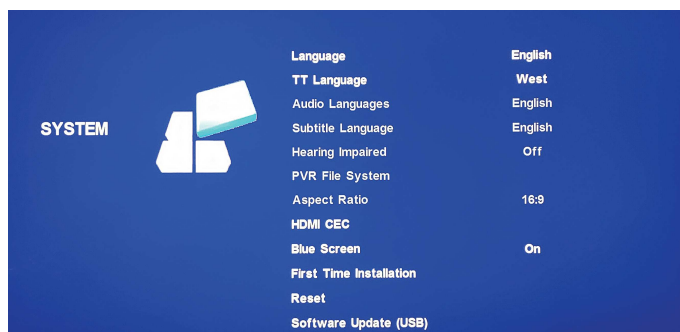 SYSTEM
Language English
TT Language West
Audio Languages English
Subtitle Language English
Hearing Impaired Off
PVR File System
Aspect Ratio 16:9
HDMI CEC
Blue Screen On
First Time Installation
Reset
Software Update (USB)